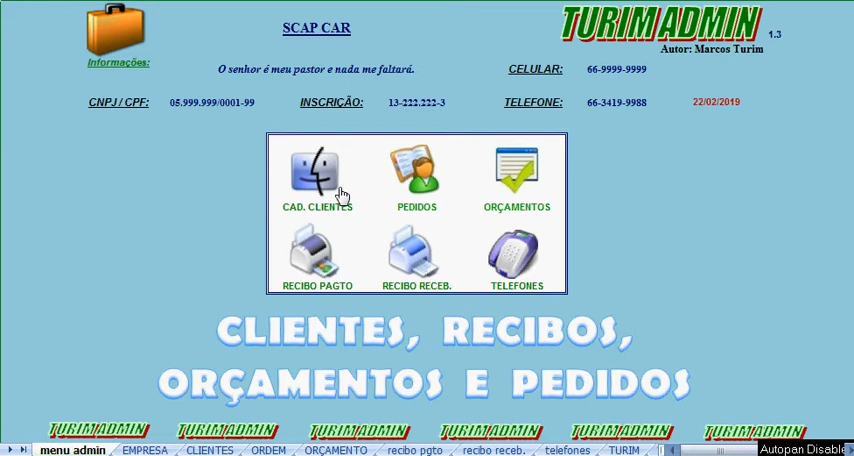 SCAP CAR
TURIM ADMIN 1.3
Autor: Marcos Turim
Informações:
O senhor é meu pastor e nada me faltará.
CELULAR: 66-9999-9999
CNPJ / CPF: 05.999.999/0001-99 INSCRIÇÃO: 13-222.222-3 TELEFONE: 66-3419-9988 22/02/2019
CAD. CLIENTES PEDIDOS ORÇAMENTOS
RECIBO PAGTO RECIBO RECEB. TELEFONES
CLIENTES, RECIBOS,
ORÇAMENTOS E PEDIDOS
TURIM ADMIN TURIM ADMIN TURIM ADMIN TURIM ADMIN TURIM ADMIN TURIM ADMIN
menu admin EMPRESA CLIENTES ORDEM ORÇAMENTO recibo pgto recibo receb. telefones TURIM Autopan Disable